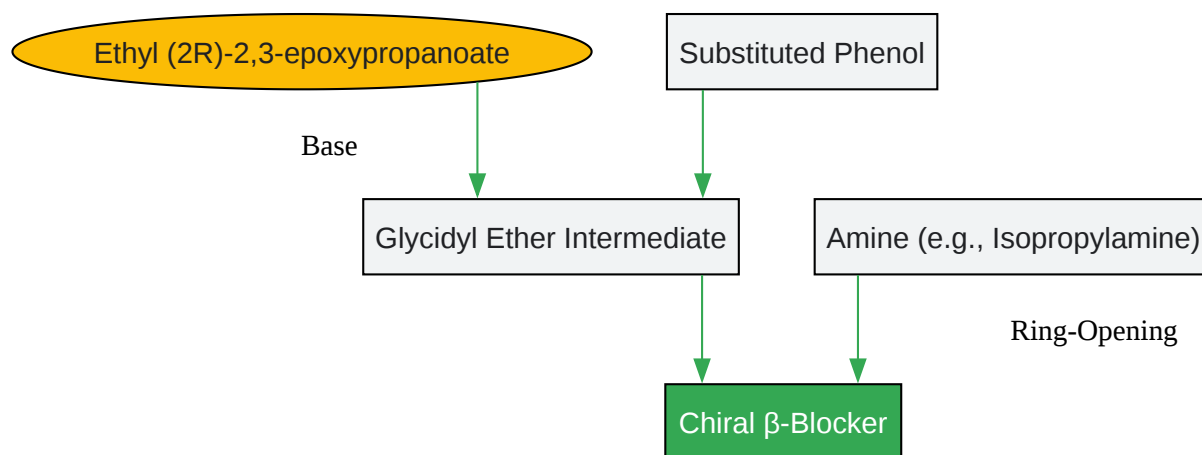 Ethyl (2R)-2,3-epoxypropanoate
Substituted Phenol
Base
Glycidyl Ether Intermediate
Amine (e.g., Isopropylamine)
Ring-Opening
Chiral β-Blocker